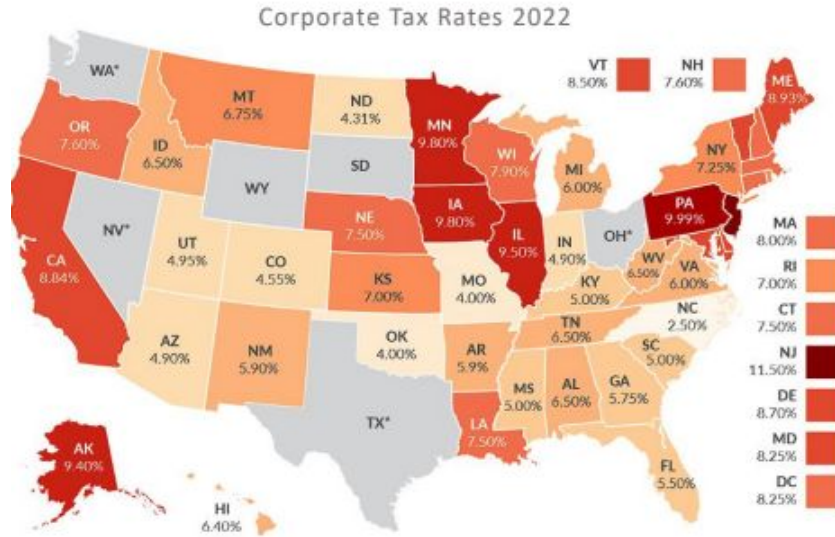 Corporate Tax Rates 2022
WA*
MT
6.75%
ND
4.31%
MN
9.80%
VT
8.50%
NH
7.60%
ME
8.93%
OR
7.60%
ID
6.50%
WY
SD
WI
7.90%
MI
6.00%
NY
7.25%
NV*
UT
4.95%
CO
4.55%
NE
7.50%
IA
9.80%
IL
9.50%
IN
4.90%
OH*
PA
9.99%
CA
8.84%
KS
7.00%
MO
4.00%
KY
5.00%
WV
6.50%
VA
6.00%
AZ
4.90%
NM
5.90%
OK
4.00%
AR
5.9%
TN
6.50%
NC
2.50%
SC
5.00%
TX*
LA
7.50%
MS
5.00%
AL
6.50%
GA
5.75%
FL
5.50%
AK
9.40%
HI
6.40%
MA
8.00%
RI
7.00%
CT
7.50%
NJ
11.50%
DE
8.70%
MD
8.25%
DC
8.25%